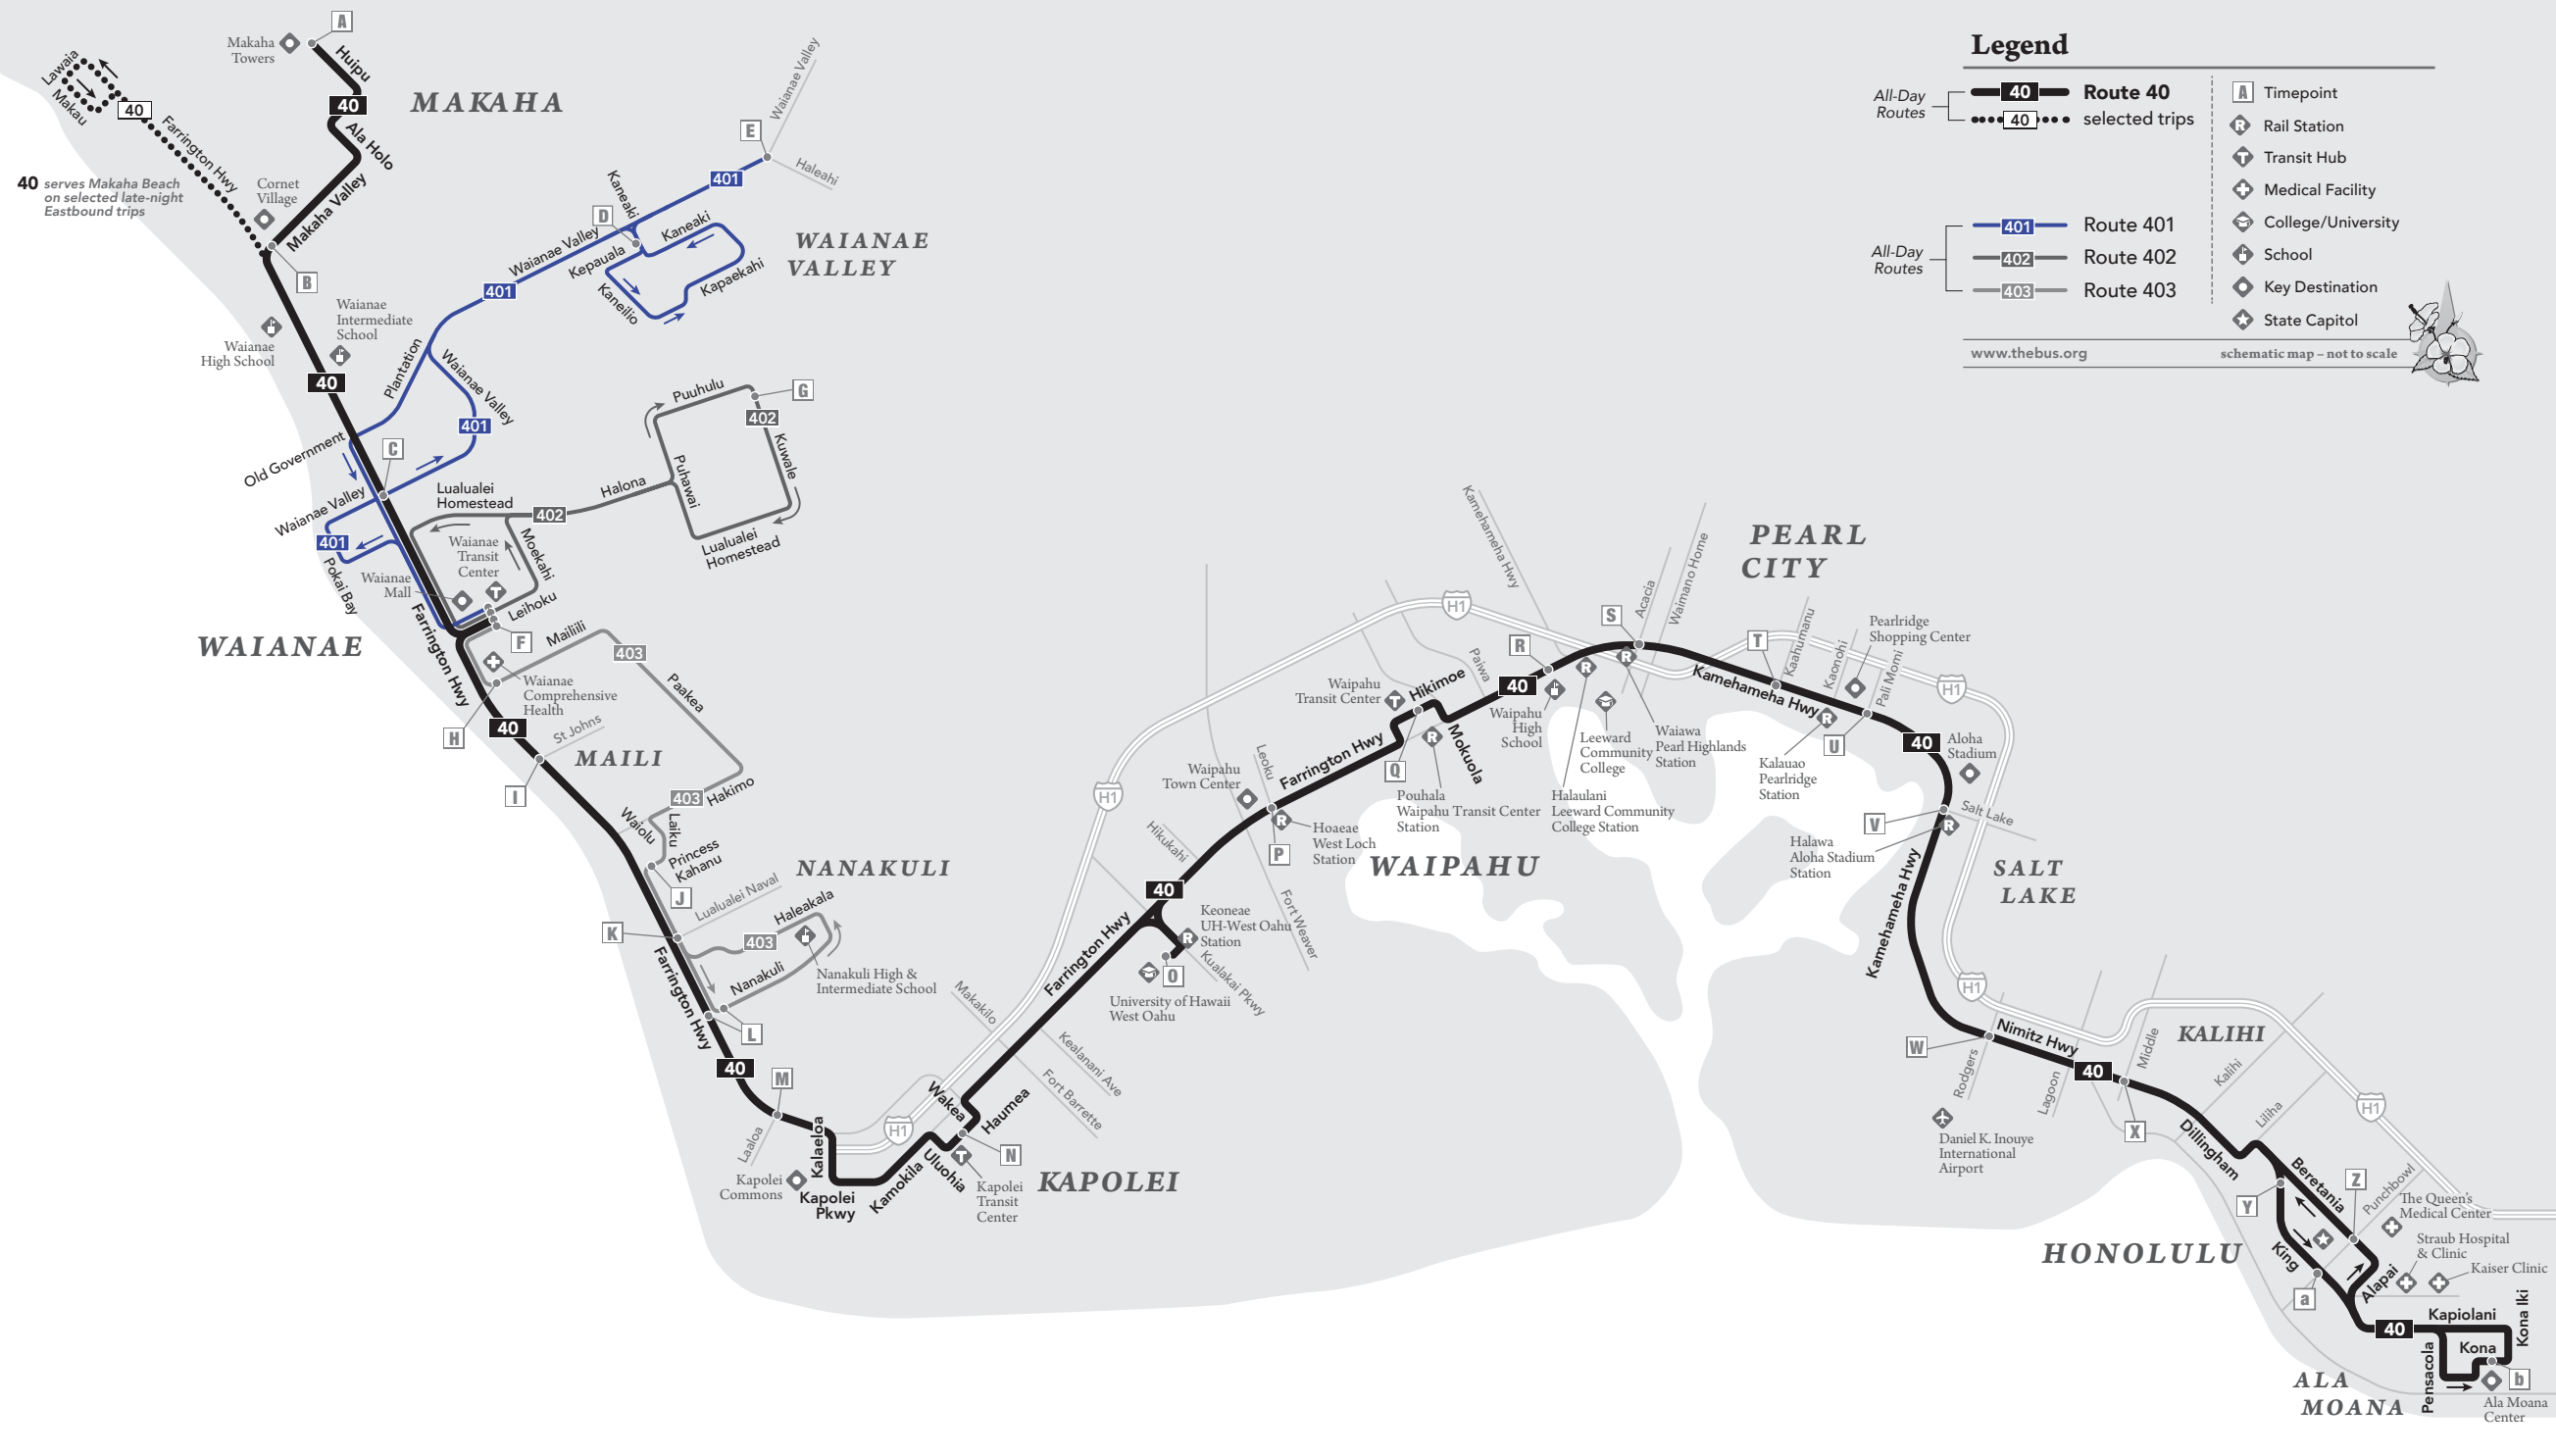 A
Makaha
Towers
Huipu
40
MAKAHA
Ala Holo
Makaha Valley
Lawaia
Makau
40
Farrington Hwy
40 serves Makaha Beach
on selected late-night
Eastbound trips
Cornet
Village
B
Waianae
Intermediate
School
Waianae
High School
40
E
Waianae Valley
Haleahi
401
Kaneaki
D
Kaneaki
Waianae Valley
Kepauala
Kaneilio
Kapaekahi
WAIANAE
VALLEY
401
Plantation
Waianae Valley
401
Old Government
C
Waianae Valley
401
Pokai Bay
Lualualei
Homestead
402
Halona
Puhawai
Puuhulu
G
402
Kuwale
Lualualei
Homestead
Waianae
Transit
Center
Moekahi
Waianae
Mall
Leihoku
F
WAIANAE
Farrington Hwy
Mailiili
403
Paakea
Waianae
Comprehensive
Health
H
40
St Johns
MAILI
I
403
Hakimo
Waiolu
Laiku
Princess
Kahanu
J
NANAKULI
Lualualei Naval
Haleakala
K
403
Farrington Hwy
Nanakuli
Nanakuli High &
Intermediate School
L
40
M
Laaloa
Kalaeloa
Kapolei
Commons
Kapolei
Pkwy
Kamokila
H1
Wakea
Haumea
Uluohia
N
Kapolei
Transit
Center
KAPOLEI
Makakilo
Kealanani Ave
Fort Barrette
Farrington Hwy
40
Hikukahi
Keoneae
UH-West Oahu
Station
O
Kualakai Pkwy
University of Hawaii
West Oahu
H1
Leoku
Fort Weaver
Waipahu
Town Center
Hoaeae
West Loch
Station
P
Farrington Hwy
WAIPAHU
Waipahu
Transit Center
Hikimoe
Q
Mokuola
Pouhala
Waipahu Transit Center
Station
Paiwa
H1
Kamehameha Hwy
R
40
Waipahu
High
School
Leeward
Community
College
Halaulani
Leeward Community
College Station
S
Acacia
Waimano Home
Waiawa
Pearl Highlands
Station
PEARL
CITY
T
Kaahumanu
Kaonohi
Pearlridge
Shopping Center
Pali Momi
Kamehameha Hwy
Kalauao
Pearlridge
Station
U
H1
40
Aloha
Stadium
V
Salt Lake
Halawa
Aloha Stadium
Station
SALT
LAKE
Kamehameha Hwy
H1
W
Nimitz Hwy
Rodgers
Lagoon
40
Middle
X
Daniel K. Inouye
International
Airport
KALIHI
Kalihi
Liliha
H1
Dillingham
Beretania
Y
Z
Punchbowl
The Queen's
Medical Center
Straub Hospital
& Clinic
Kaiser Clinic
King
a
Alapai
HONOLULU
40
Kapiolani
Kona Iki
Kona
Pensacola
b
ALA
MOANA
Ala Moana
Center
Legend
All-Day
Routes
40 Route 40
40 selected trips
All-Day
Routes
401 Route 401
402 Route 402
403 Route 403
A Timepoint
R Rail Station
T Transit Hub
Medical Facility
College/University
School
Key Destination
State Capitol
www.thebus.org
schematic map – not to scale